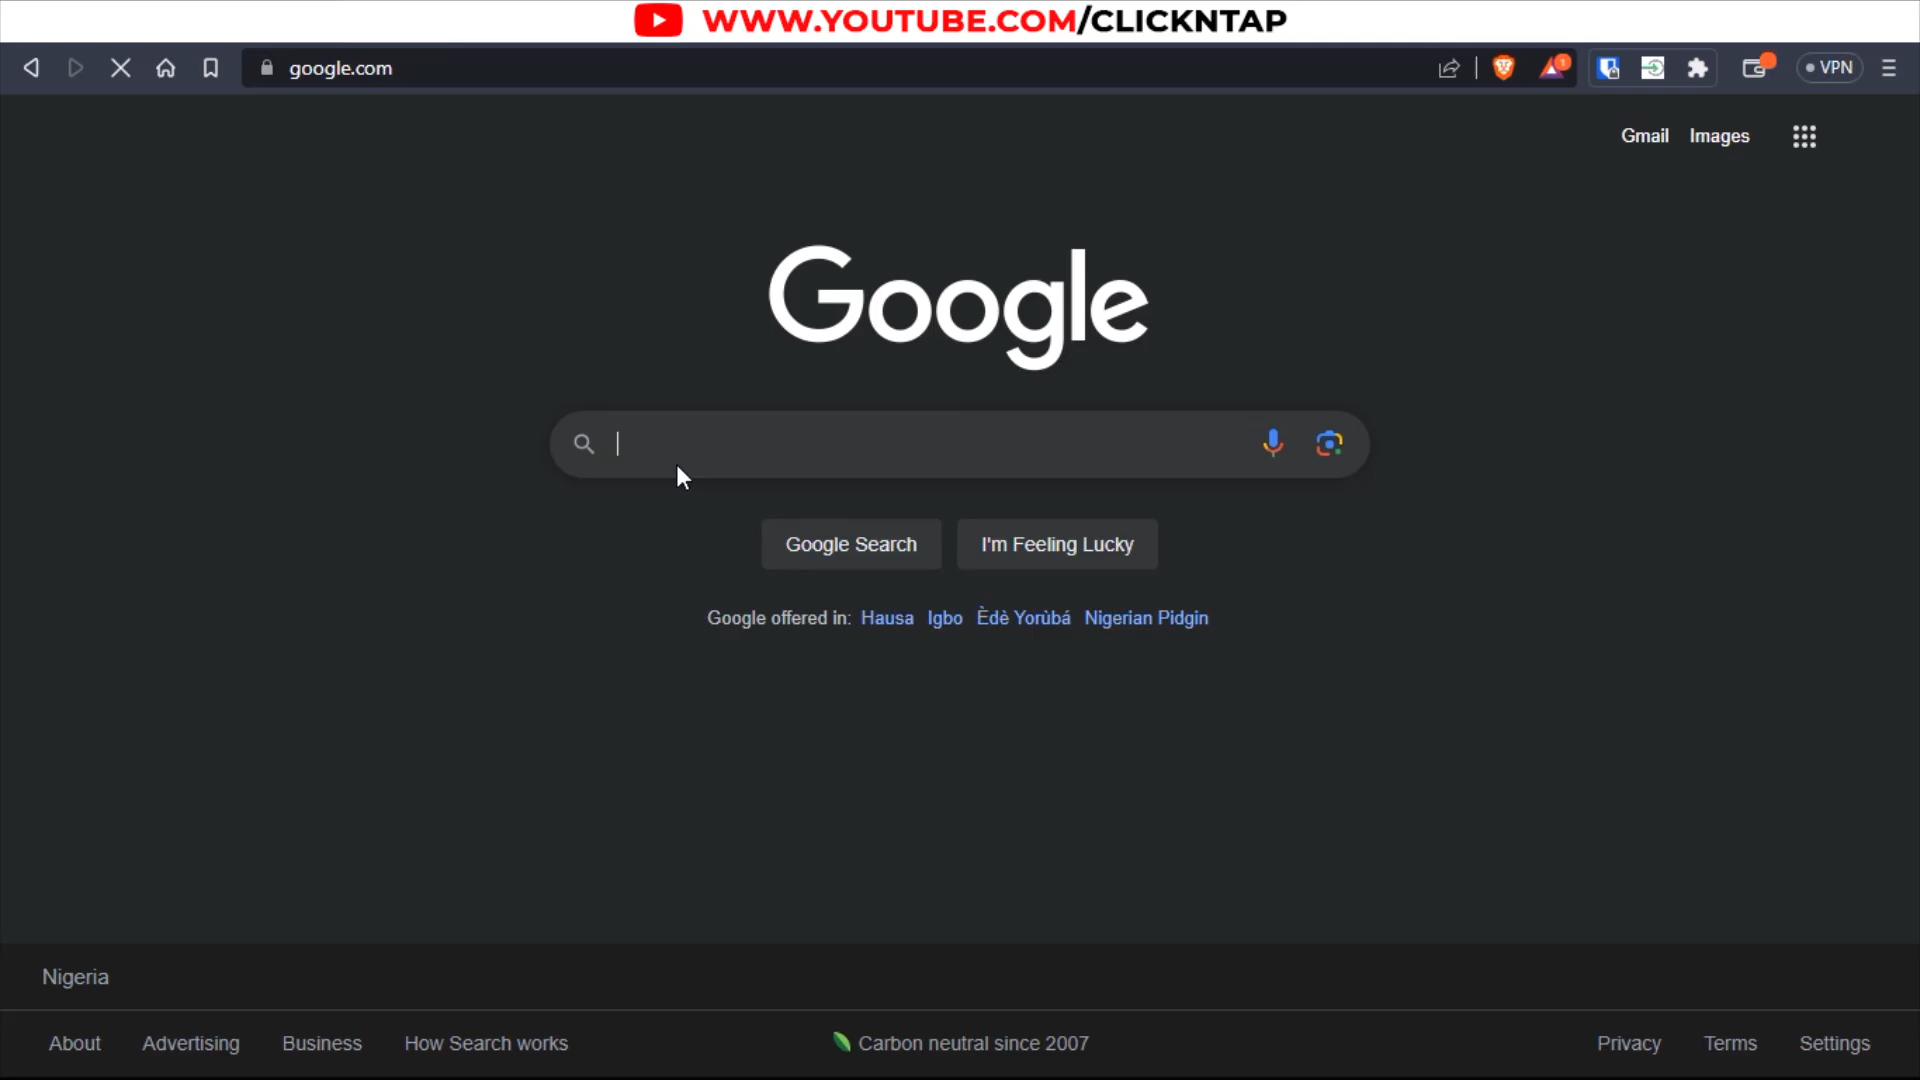 WWW.YOUTUBE.COM/CLICKNTAP
google.com
1
VPN
Gmail Images
Google
Google Search I'm Feeling Lucky
Google offered in: Hausa Igbo Èdè Yorùbá Nigerian Pidgin
Nigeria
About Advertising Business How Search works Carbon neutral since 2007 Privacy Terms Settings